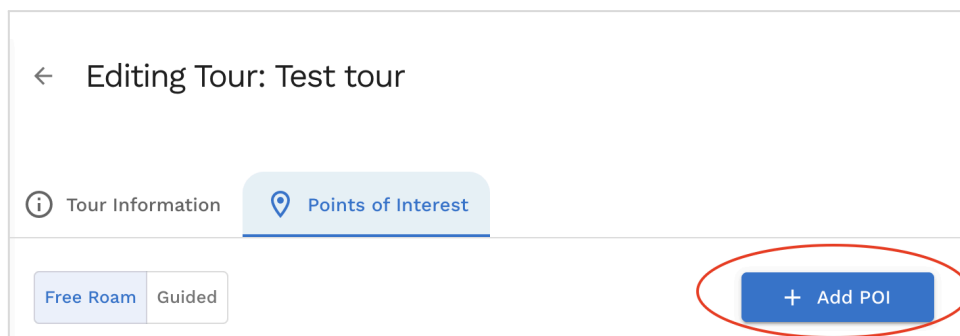 Editing Tour: Test tour
Tour Information Points of Interest
Free Roam Guided + Add POI